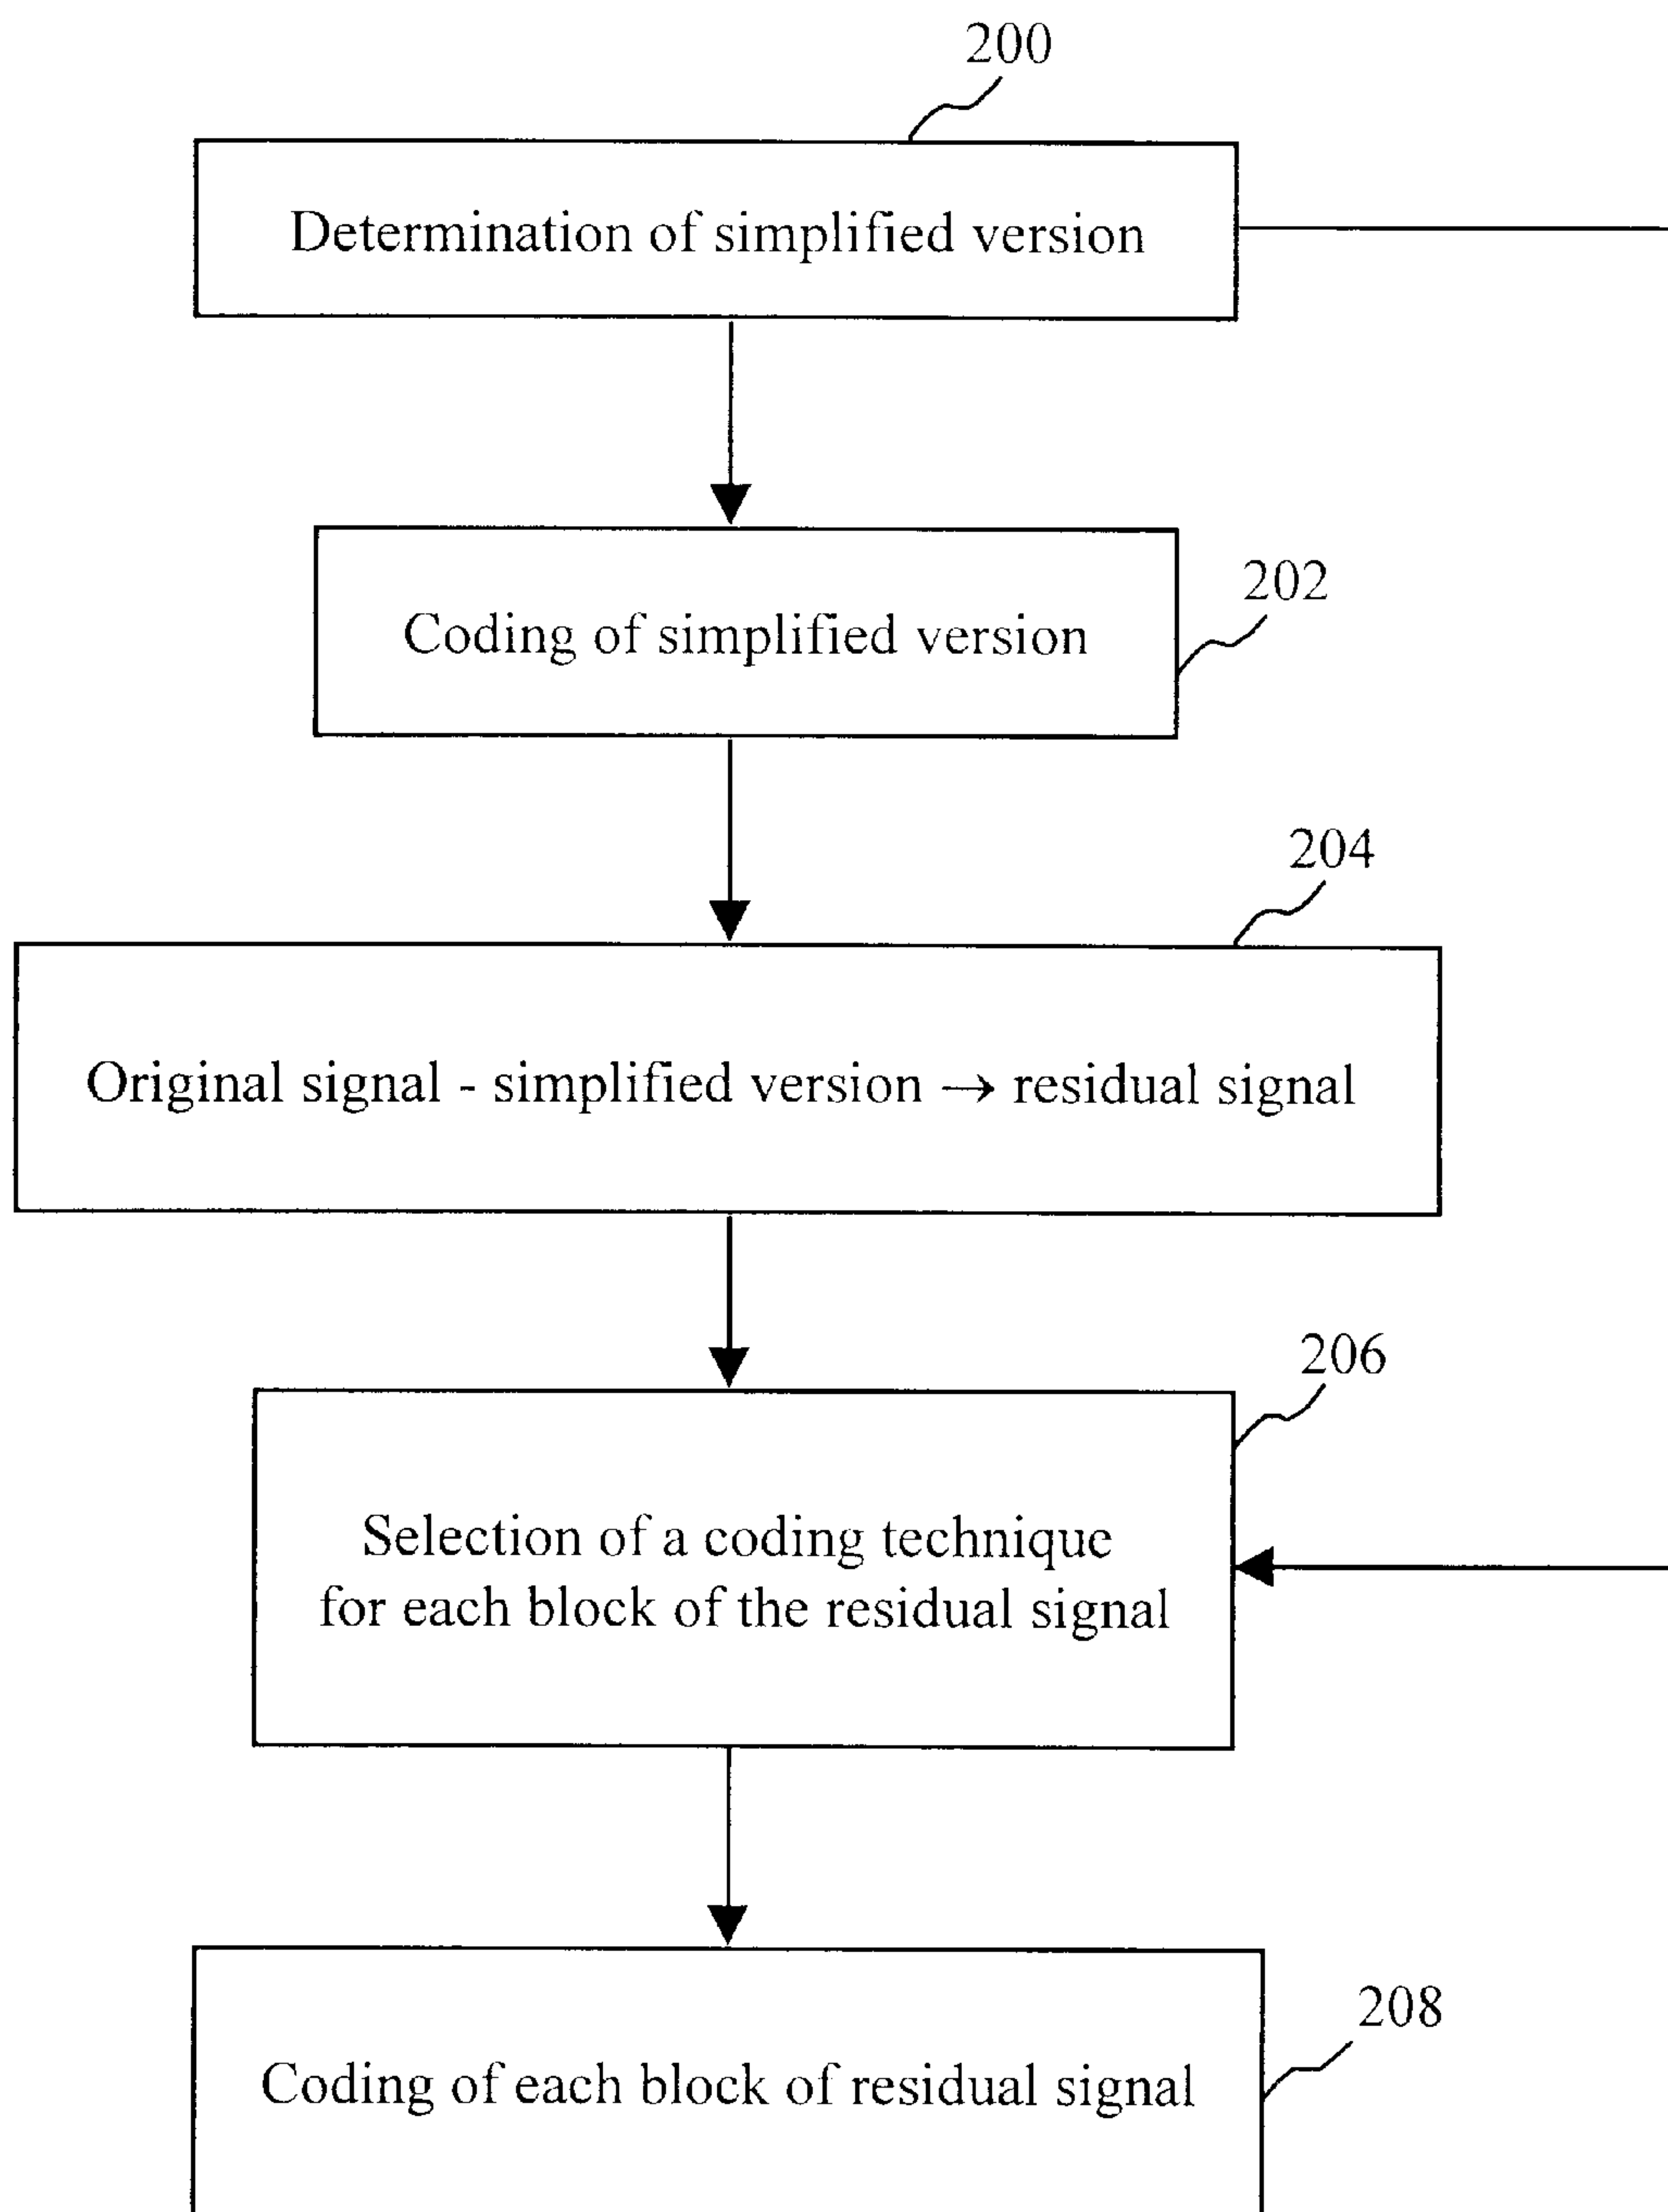 200
Determination of simplified version
202
Coding of simplified version
204
Original signal - simplified version → residual signal
206
Selection of a coding technique
for each block of the residual signal
208
Coding of each block of residual signal